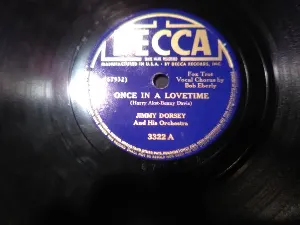 DECCA
MANUFACTURED IN U.S.A. BY DECCA RECORDS, INC.
Fox Trot
Vocal Chorus by
Bob Eberly
ONCE IN A LOVETIME
(Harry Akst-Benny Davis)
JIMMY DORSEY
And His Orchestra
3322 A